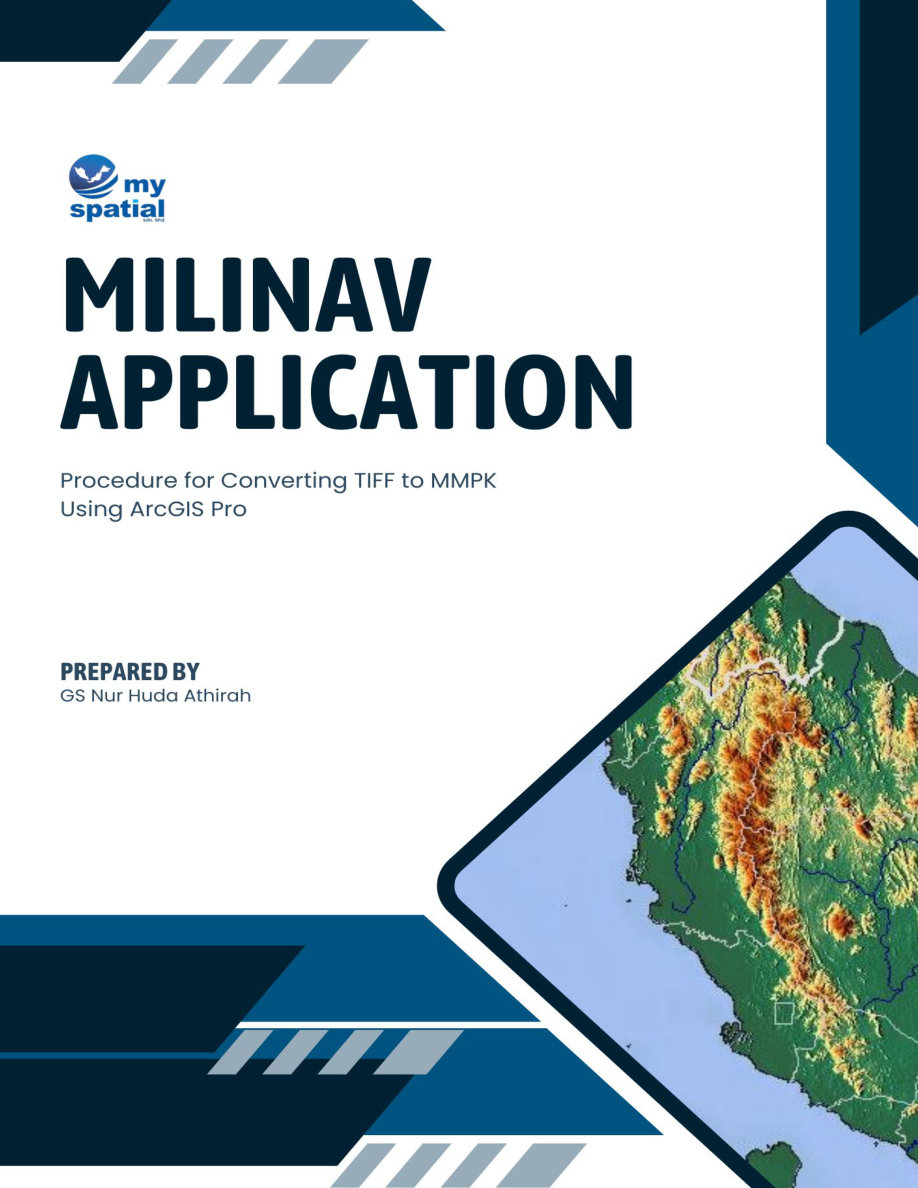 my
spatial
sdn. bhd.
MILINAV
APPLICATION
Procedure for Converting TIFF to MMPK
Using ArcGIS Pro
PREPARED BY
GS Nur Huda Athirah